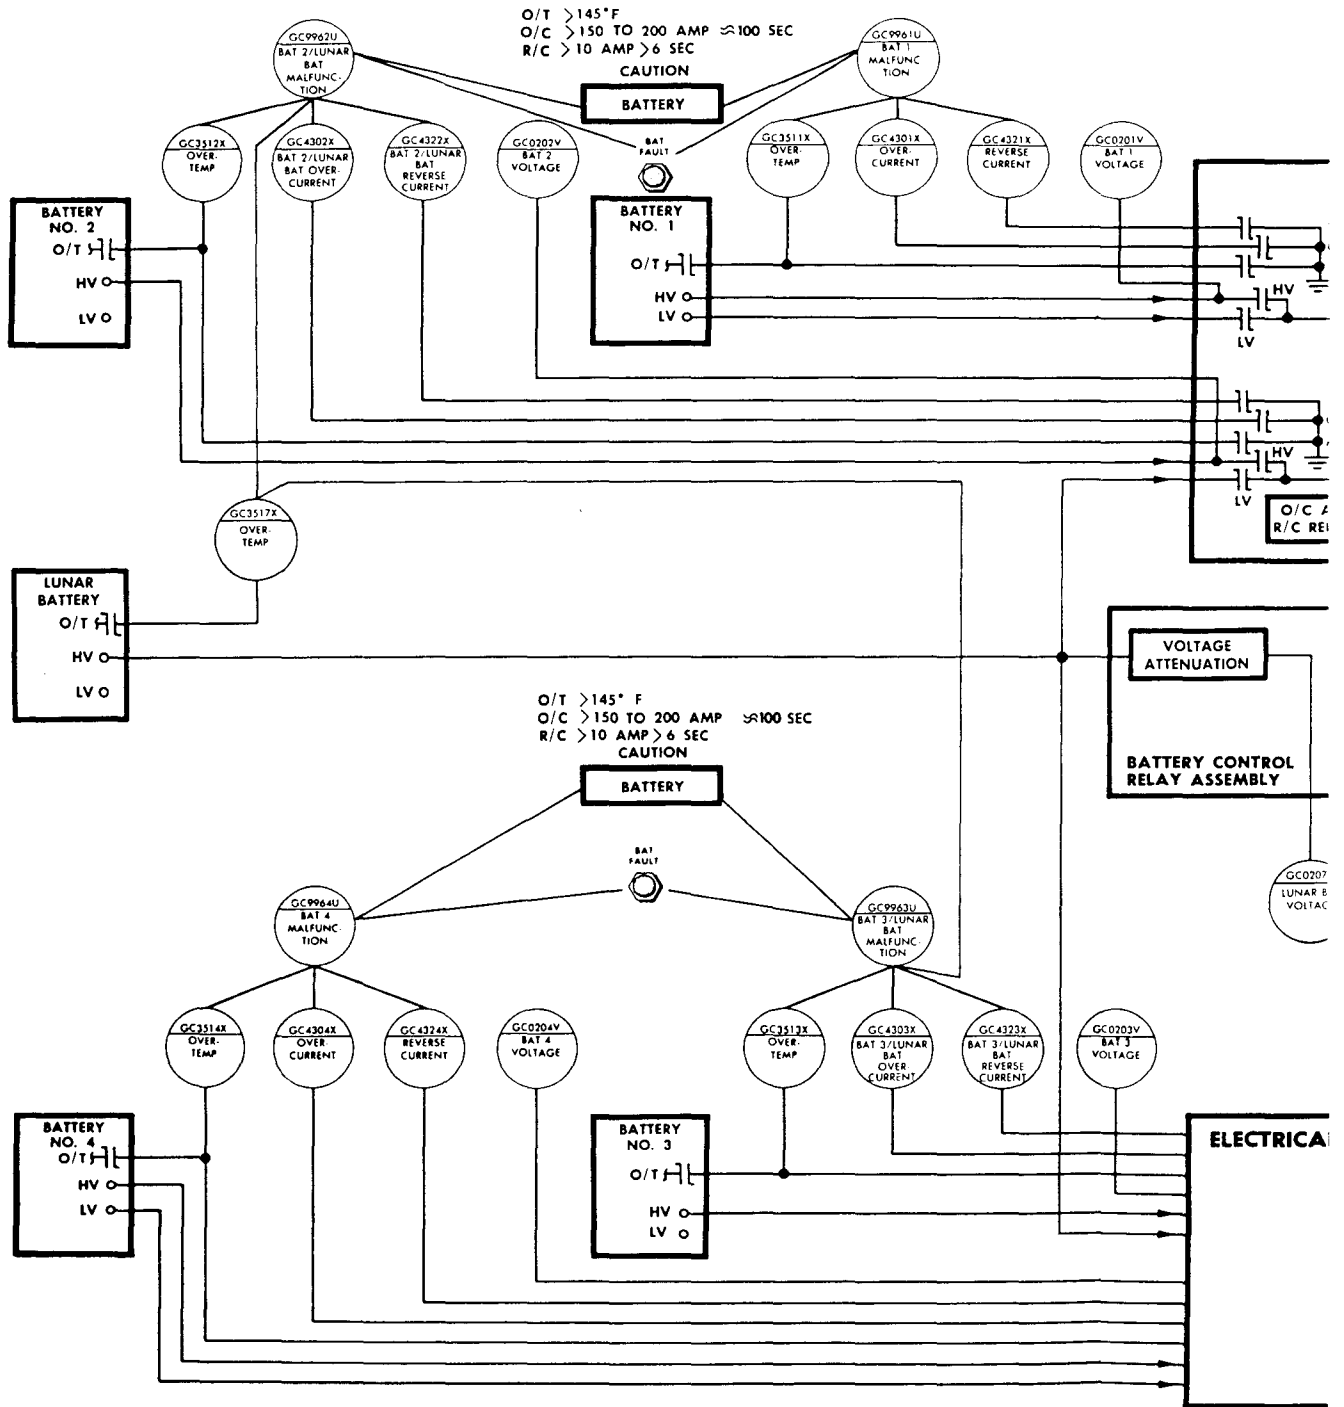 O/T >145°F
O/C >150 TO 200 AMP ≈100 SEC
R/C >10 AMP >6 SEC
CAUTION
BATTERY
GC9962U
BAT 2/LUNAR
BAT
MALFUNC-
TION
GC9961U
BAT 1
MALFUNC-
TION
GC3512X
OVER-
TEMP
GC4302X
BAT 2/LUNAR
BAT OVER-
CURRENT
GC4322X
BAT 2/LUNAR
BAT
REVERSE
CURRENT
GC0202V
BAT 2
VOLTAGE
BAT
FAULT
GC3511X
OVER-
TEMP
GC4301X
OVER-
CURRENT
GC4321X
REVERSE
CURRENT
GC0201V
BAT 1
VOLTAGE
BATTERY
NO. 2
O/T
HV
LV
BATTERY
NO. 1
O/T
HV
LV
HV
LV
HV
LV
O/C
R/C
GC3517X
OVER-
TEMP
LUNAR
BATTERY
O/T
HV
LV
VOLTAGE
ATTENUATION
BATTERY CONTROL
RELAY ASSEMBLY
O/T >145° F
O/C >150 TO 200 AMP ≈100 SEC
R/C >10 AMP >6 SEC
CAUTION
BATTERY
BAT
FAULT
GC9964U
BAT 4
MALFUNC-
TION
GC9963U
BAT 3/LUNAR
BAT
MALFUNC-
TION
GC0207
LUNAR B
VOLTAG
GC3514X
OVER-
TEMP
GC4304X
OVER-
CURRENT
GC4324X
REVERSE
CURRENT
GC0204V
BAT 4
VOLTAGE
GC3513X
OVER-
TEMP
GC4303X
BAT 3/LUNAR
BAT
OVER-
CURRENT
GC4323X
BAT 3/LUNAR
BAT
REVERSE
CURRENT
GC0203V
BAT 3
VOLTAGE
BATTERY
NO. 4
O/T
HV
LV
BATTERY
NO. 3
O/T
HV
LV
ELECTRICA